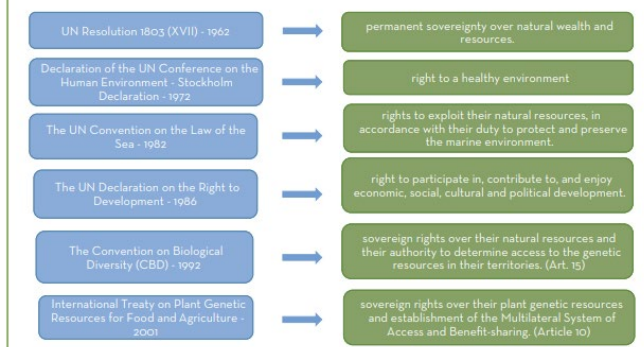 UN Resolution 1803 (XVII) - 1962
permanent sovereignty over natural wealth and
resources.
Declaration of the UN Conference on the
Human Environment - Stockholm
Declaration - 1972
right to a healthy environment
The UN Convention on the Law of the
Sea - 1982
rights to exploit their natural resources, in
accordance with their duty to protect and preserve
the marine environment.
The UN Declaration on the Right to
Development - 1986
right to participate in, contribute to, and enjoy
economic, social, cultural and political development.
The Convention on Biological
Diversity (CBD) - 1992
sovereign rights over their natural resources and
their authority to determine access to the genetic
resources in their territories. (Art. 15)
International Treaty on Plant Genetic
Resources for Food and Agriculture -
2001
sovereign rights over their plant genetic resources
and establishment of the Multilateral System of
Access and Benefit-sharing. (Article 10)